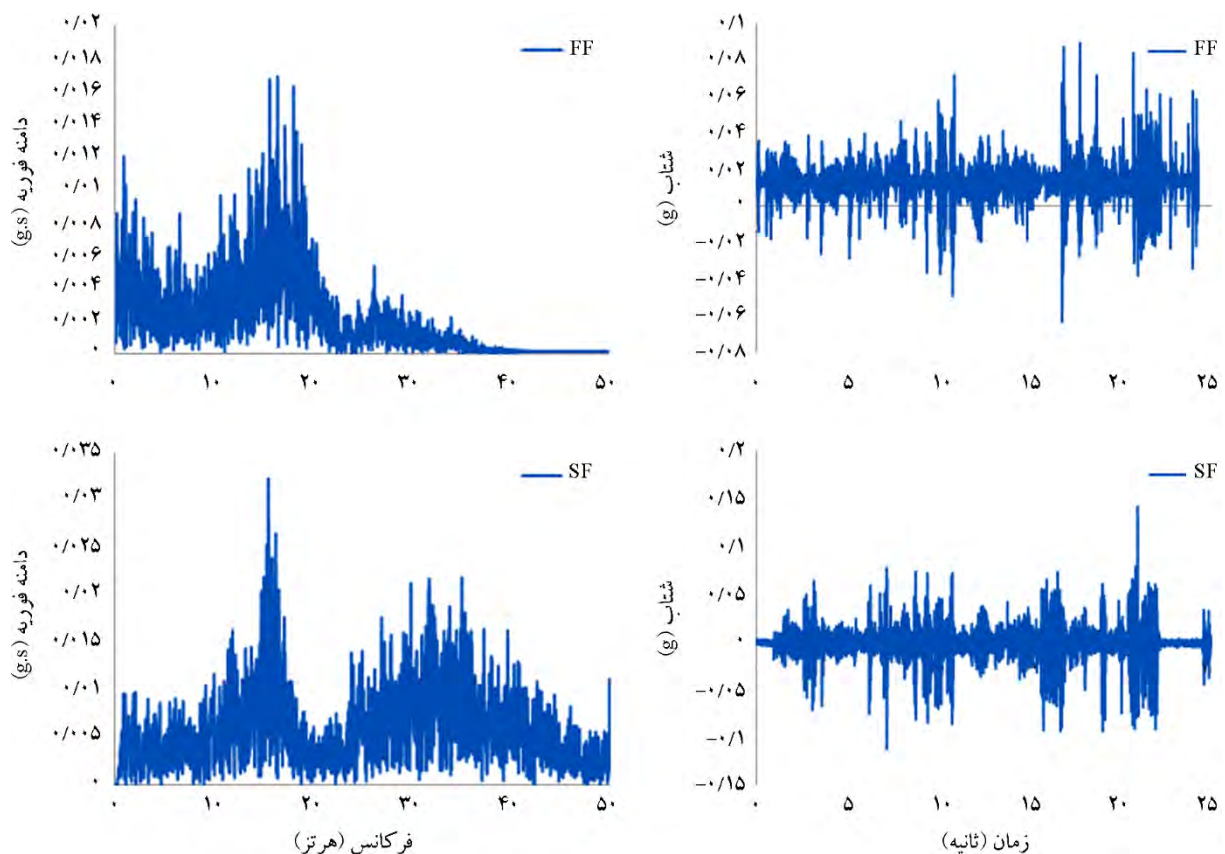 ۰/۰۲
۰/۰۱۸
۰/۰۱۶
۰/۰۱۴
۰/۰۱۲
۰/۰۱
۰/۰۰۸
۰/۰۰۶
۰/۰۰۴
۰/۰۰۲
۰
دامنه فوریه (g.s)
FF
۰ ۱۰ ۲۰ ۳۰ ۴۰ ۵۰
۰/۱
۰/۰۸
۰/۰۶
۰/۰۴
۰/۰۲
۰
−۰/۰۲
−۰/۰۴
−۰/۰۶
−۰/۰۸
شتاب (g)
FF
۰ ۵ ۱۰ ۱۵ ۲۰ ۲۵
۰/۰۳۵
۰/۰۳
۰/۰۲۵
۰/۰۲
۰/۰۱۵
۰/۰۱
۰/۰۰۵
۰
دامنه فوریه (g.s)
SF
۰ ۱۰ ۲۰ ۳۰ ۴۰ ۵۰
فرکانس (هرتز)
۰/۲
۰/۱۵
۰/۱
۰/۰۵
۰
−۰/۰۵
−۰/۱
−۰/۱۵
شتاب (g)
SF
۰ ۵ ۱۰ ۱۵ ۲۰ ۲۵
زمان (ثانیه)